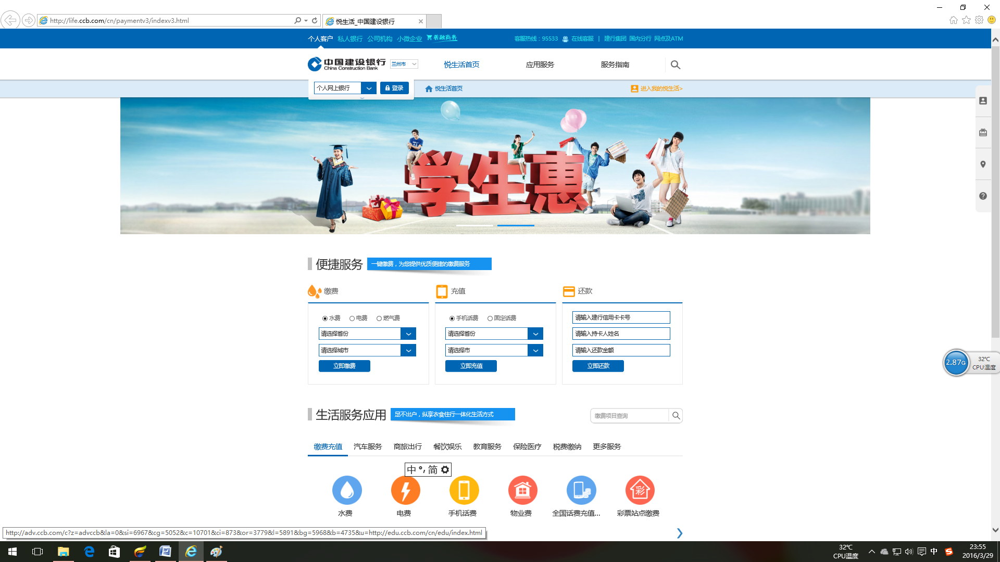 http://life.ccb.com/cn/paymentv3/indexv3.html
悦生活_中国建设银行
个人客户 私人银行 公司机构 小微企业 善融商务
客服热线：95533 在线客服 | 建行集团 国内分行 网点及ATM
中国建设银行
China Construction Bank
兰州市
悦生活首页 应用服务 服务指南
个人网上银行 登录
悦生活首页
进入我的悦生活>
学生惠
便捷服务 一键缴费，为您提供优质便捷的缴费服务
缴费 充值 还款
水费 电费 燃气费
手机话费 固定话费
请输入建行信用卡卡号
请选择省份 请选择省份 请输入持卡人姓名
请选择城市 请选择市 请输入还款金额
立即缴费 立即充值 立即还款
2.87G
32℃
CPU温度
生活服务应用 足不出户，纵享衣食住行一体化生活方式
缴费项目查询
缴费充值 汽车服务 商旅出行 餐饮娱乐 教育服务 保险医疗 税费缴纳 更多服务
中 °, 简
彩
水费 电费 手机话费 物业费 全国话费充值... 彩票站点缴费
http://adv.ccb.com/c?z=advccb&la=0&si=6967&cg=5052&c=10701&ci=873&or=3779&l=5891&bg=5968&b=4735&u=http://edu.ccb.com/cn/edu/index.html
32℃
CPU温度
中
23:55
2016/3/29